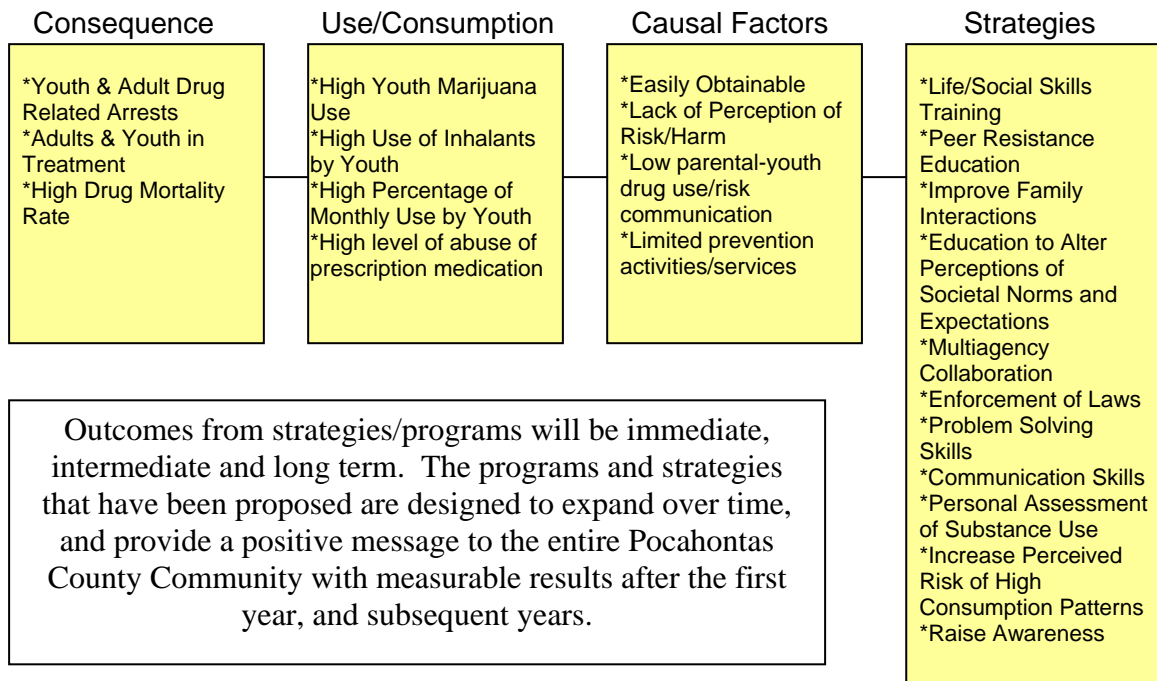 Consequence
*Youth & Adult Drug
Related Arrests
*Adults & Youth in
Treatment
*High Drug Mortality
Rate
Use/Consumption
*High Youth Marijuana
Use
*High Use of Inhalants
by Youth
*High Percentage of
Monthly Use by Youth
*High level of abuse of
prescription medication
Causal Factors
*Easily Obtainable
*Lack of Perception of
Risk/Harm
*Low parental-youth
drug use/risk
communication
*Limited prevention
activities/services
Strategies
*Life/Social Skills
Training
*Peer Resistance
Education
*Improve Family
Interactions
*Education to Alter
Perceptions of
Societal Norms and
Expectations
*Multiagency
Collaboration
*Enforcement of Laws
*Problem Solving
Skills
*Communication Skills
*Personal Assessment
of Substance Use
*Increase Perceived
Risk of High
Consumption Patterns
*Raise Awareness
Outcomes from strategies/programs will be immediate,
intermediate and long term. The programs and strategies
that have been proposed are designed to expand over time,
and provide a positive message to the entire Pocahontas
County Community with measurable results after the first
year, and subsequent years.